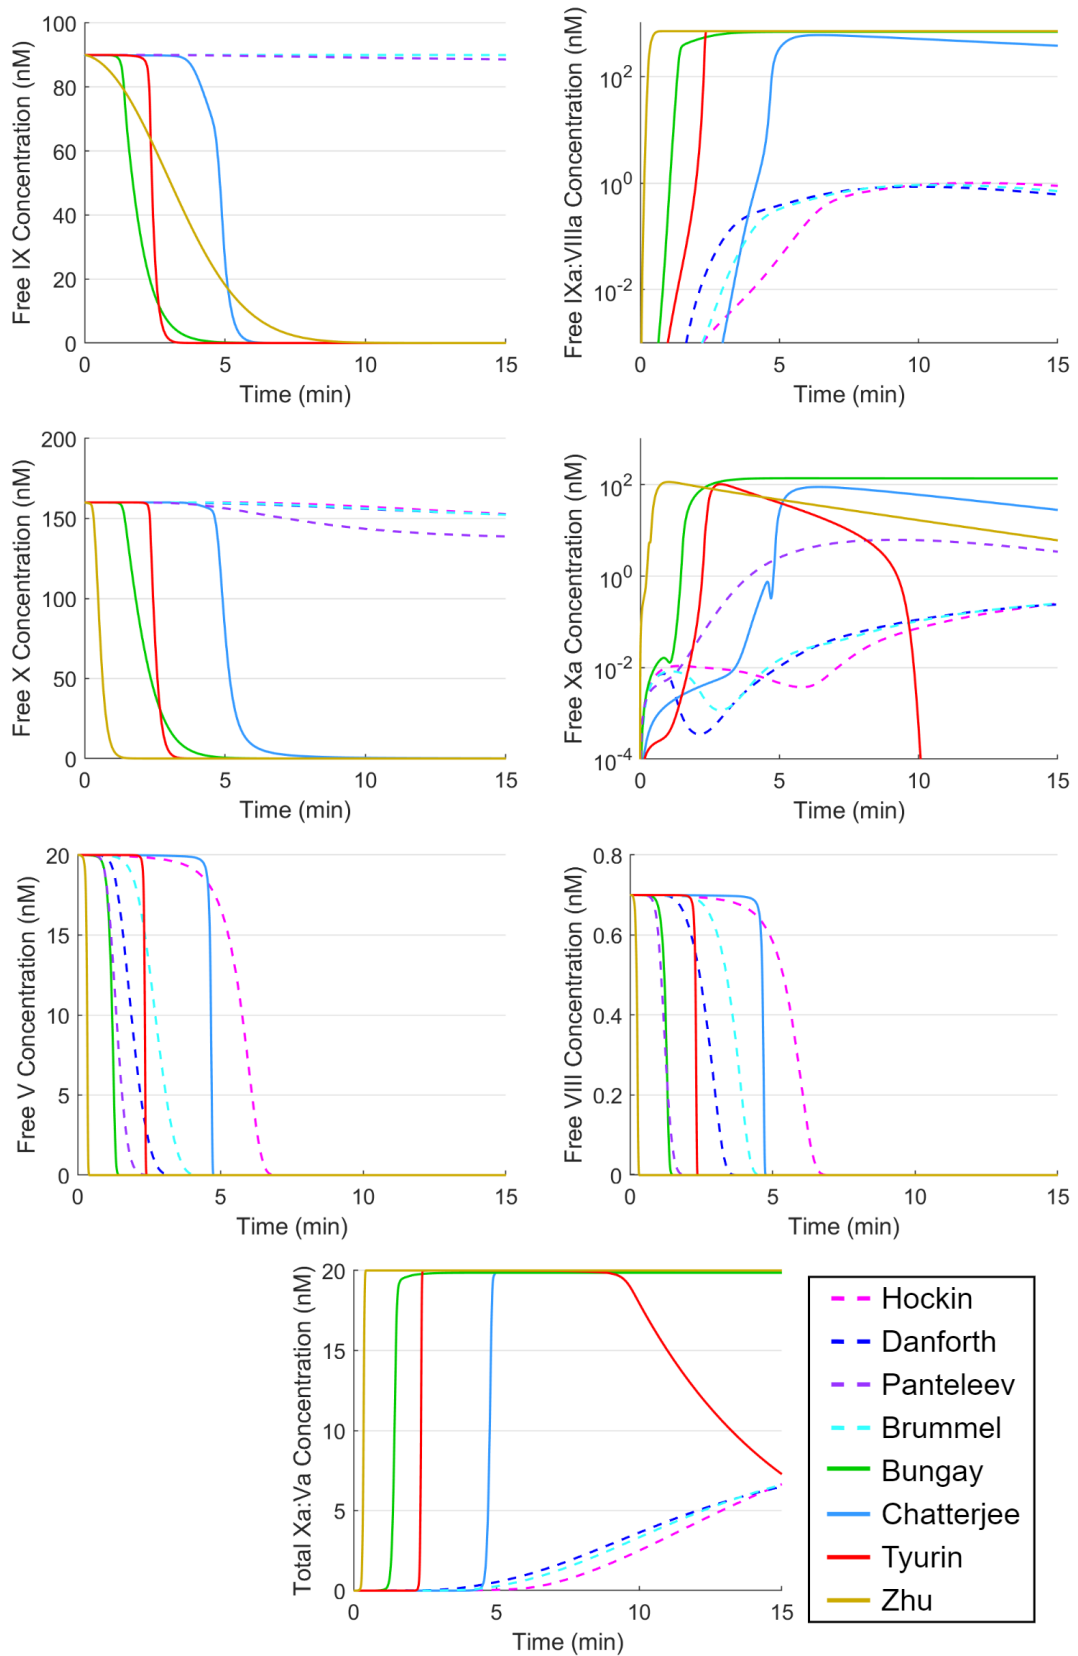 Free IX Concentration (nM)
100
80
60
40
20
0
0 5 10 15
Time (min)
Free IXa:VIIIa Concentration (nM)
10^2
10^0
10^-2
0 5 10 15
Time (min)
Free X Concentration (nM)
200
150
100
50
0
0 5 10 15
Time (min)
Free Xa Concentration (nM)
10^2
10^0
10^-2
10^-4
0 5 10 15
Time (min)
Free V Concentration (nM)
20
15
10
5
0
0 5 10 15
Time (min)
Free VIII Concentration (nM)
0.8
0.6
0.4
0.2
0
0 5 10 15
Time (min)
Total Xa:Va Concentration (nM)
20
15
10
5
0
0 5 10 15
Time (min)
Hockin
Danforth
Panteleev
Brummel
Bungay
Chatterjee
Tyurin
Zhu